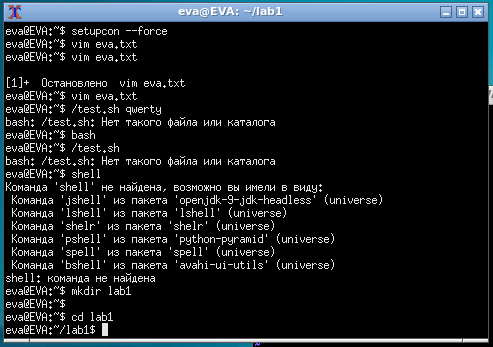 eva@EVA: ~/lab1
eva@EVA:~$ setupcon --force
eva@EVA:~$ vim eva.txt
eva@EVA:~$ vim eva.txt
[1]+  Остановлено  vim eva.txt
eva@EVA:~$ vim eva.txt
eva@EVA:~$ /test.sh qwerty
bash: /test.sh: Нет такого файла или каталога
eva@EVA:~$ bash
eva@EVA:~$ /test.sh
bash: /test.sh: Нет такого файла или каталога
eva@EVA:~$ shell
Команда 'shell' не найдена, возможно вы имели в виду:
 Команда 'jshell' из пакета 'openjdk-9-jdk-headless' (universe)
 Команда 'lshell' из пакета 'lshell' (universe)
 Команда 'shelr' из пакета 'shelr' (universe)
 Команда 'pshell' из пакета 'python-pyramid' (universe)
 Команда 'spell' из пакета 'spell' (universe)
 Команда 'bshell' из пакета 'avahi-ui-utils' (universe)
shell: команда не найдена
eva@EVA:~$ mkdir lab1
eva@EVA:~$
eva@EVA:~$ cd lab1
eva@EVA:~/lab1$